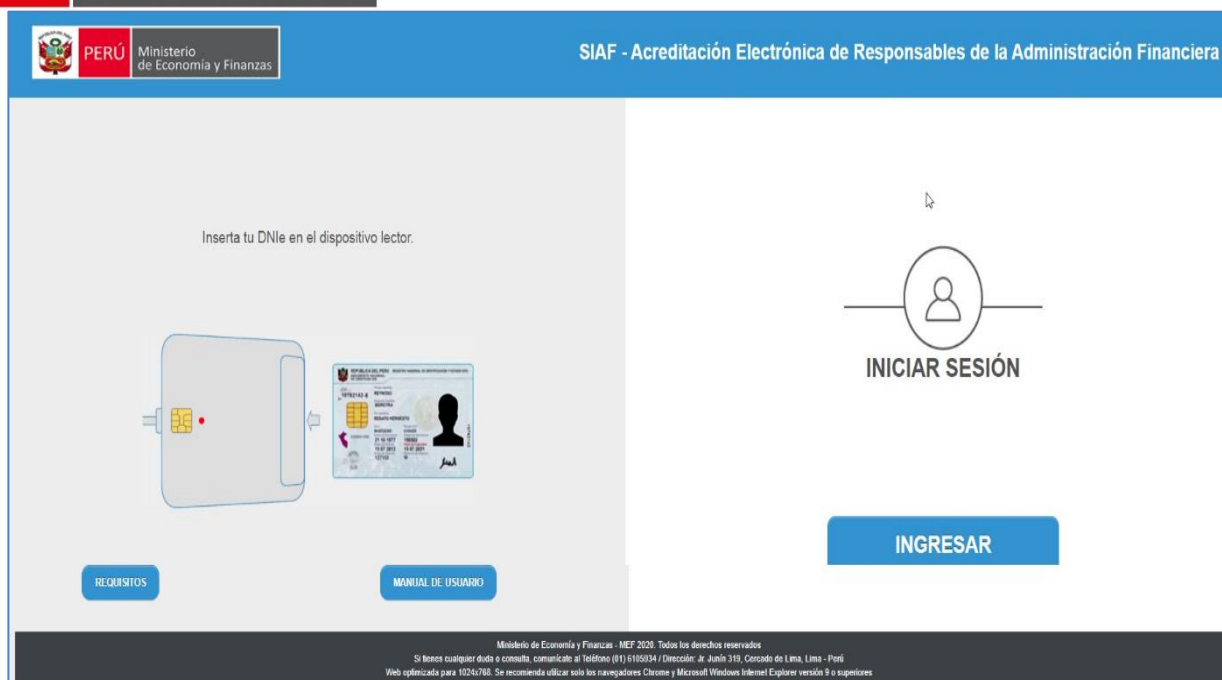 PERÚ
Ministerio
de Economía y Finanzas
SIAF - Acreditación Electrónica de Responsables de la Administración Financiera
Inserta tu DNIe en el dispositivo lector.
REPUBLICA DEL PERU
INICIAR SESIÓN
INGRESAR
REQUISITOS
MANUAL DE USUARIO
Ministerio de Economía y Finanzas - MEF 2020. Todos los derechos reservados
Si tienes cualquier duda o consulta, comunícate al Teléfono (01) 6105934 / Dirección: Jr. Junín 319, Cercado de Lima, Lima - Perú
Web optimizada para 1024x768. Se recomienda utilizar solo los navegadores Chrome y Microsoft Windows Internet Explorer versión 9 o superiores